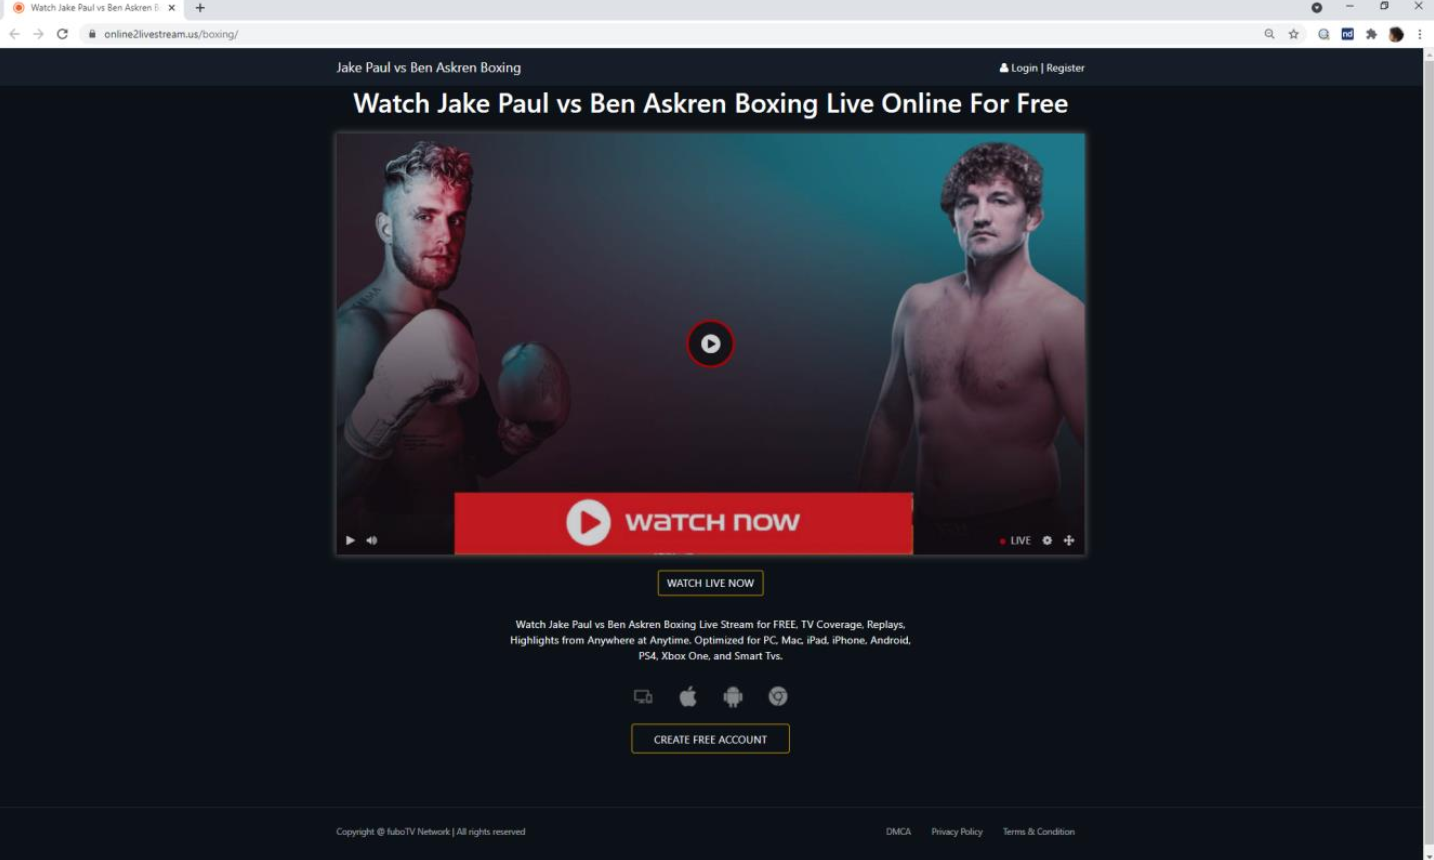 Watch Jake Paul vs Ben Askren B
online2livestream.us/boxing/
nd
Jake Paul vs Ben Askren Boxing
Login | Register
Watch Jake Paul vs Ben Askren Boxing Live Online For Free
WATCH NOW
LIVE
WATCH LIVE NOW
Watch Jake Paul vs Ben Askren Boxing Live Stream for FREE, TV Coverage, Replays,
Highlights from Anywhere at Anytime. Optimized for PC, Mac, iPad, iPhone, Android,
PS4, Xbox One, and Smart Tvs.
CREATE FREE ACCOUNT
Copyright @ fuboTV Network | All rights reserved
DMCA
Privacy Policy
Terms & Condition